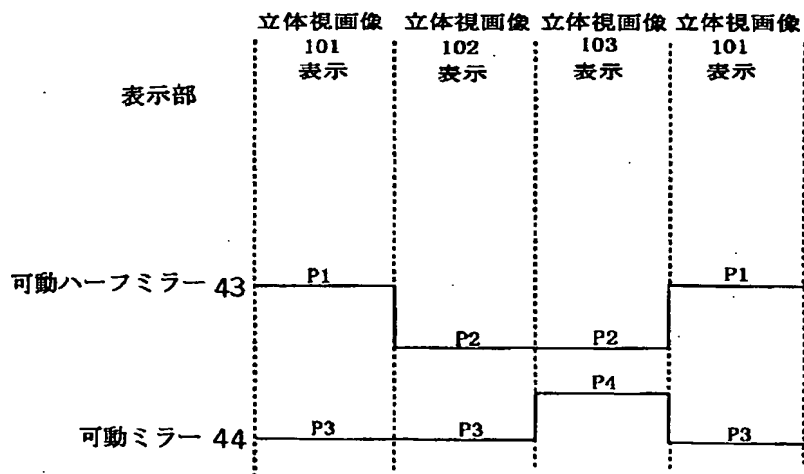 立体視画像 立体視画像 立体視画像 立体視画像
101 102 103 101
表示 表示 表示 表示
表示部
可動ハーフミラー 43 P1 P2 P2 P1
可動ミラー 44 P3 P3 P4 P3